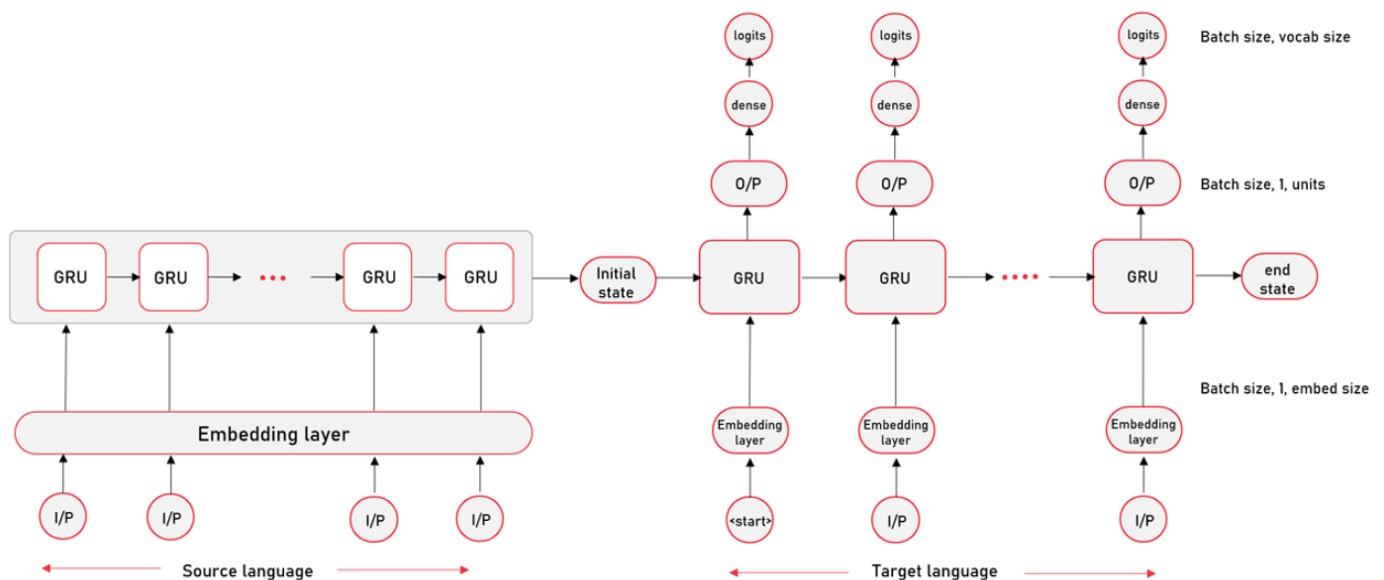 logits
logits
logits
Batch size, vocab size
dense
dense
dense
O/P
O/P
O/P
Batch size, 1, units
GRU
GRU
GRU
GRU
Initial
state
GRU
GRU
GRU
end
state
Batch size, 1, embed size
Embedding layer
Embedding
layer
Embedding
layer
Embedding
layer
I/P
I/P
I/P
I/P
<start>
I/P
I/P
Source language
Target language